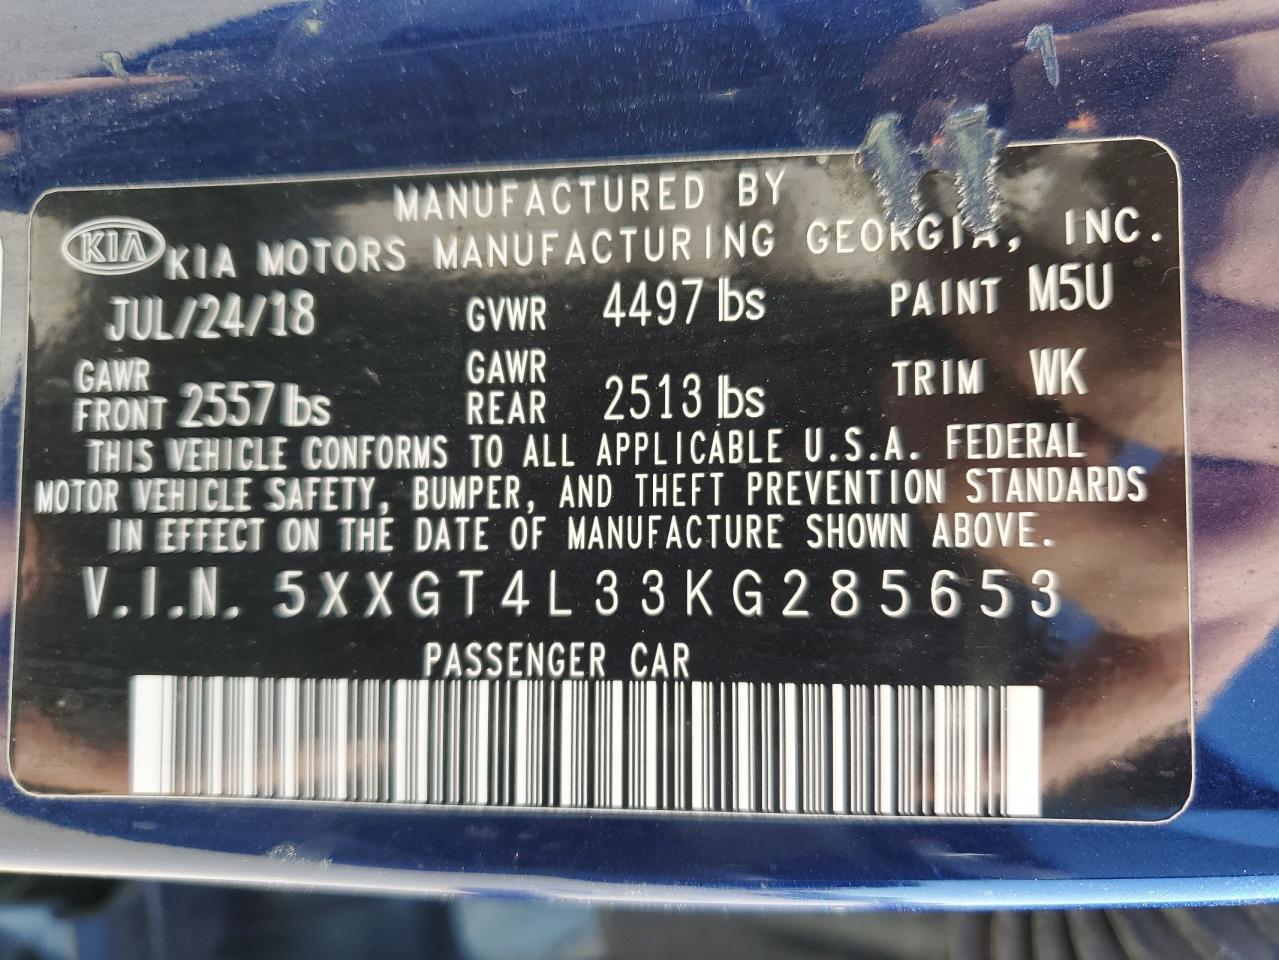 MANUFACTURED BY
KIA KIA MOTORS MANUFACTURING GEORGIA, INC.
JUL/24/18 GVWR 4497 lbs PAINT M5U
GAWR FRONT 2557 lbs GAWR REAR 2513 lbs TRIM WK
THIS VEHICLE CONFORMS TO ALL APPLICABLE U.S.A. FEDERAL
MOTOR VEHICLE SAFETY, BUMPER, AND THEFT PREVENTION STANDARDS
IN EFFECT ON THE DATE OF MANUFACTURE SHOWN ABOVE.
V.I.N. 5XXGT4L33KG285653
PASSENGER CAR